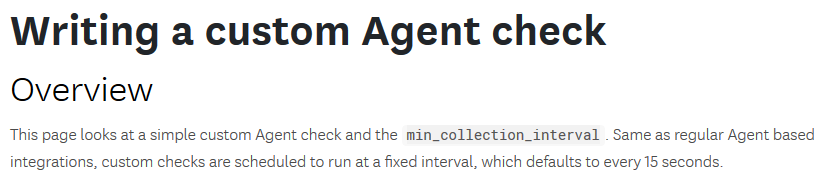 Writing a custom Agent check
Overview
This page looks at a simple custom Agent check and the min_collection_interval. Same as regular Agent based
integrations, custom checks are scheduled to run at a fixed interval, which defaults to every 15 seconds.